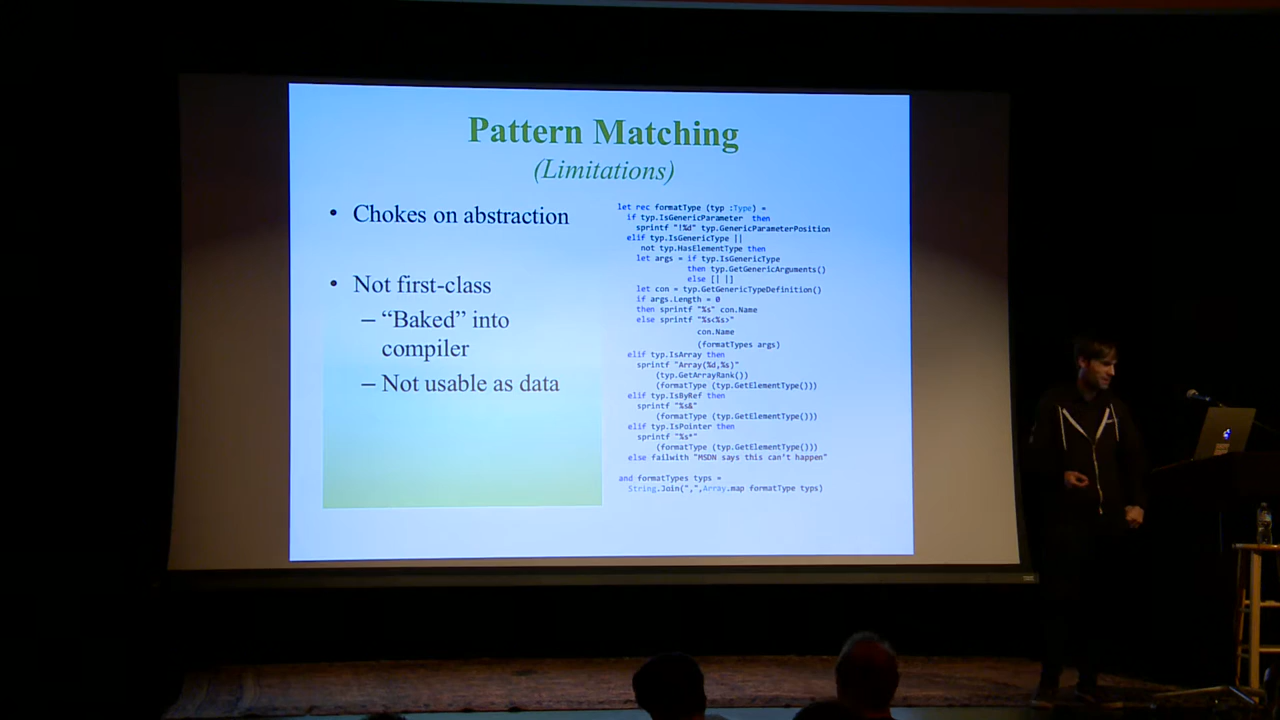 Pattern Matching
(Limitations)
• Chokes on abstraction
• Not first-class
– “Baked” into
compiler
– Not usable as data
let rec formatType (typ :Type) =
if typ.IsGenericParameter then
sprintf "!%d" typ.GenericParameterPosition
elif typ.IsGenericType ||
not typ.HasElementType then
let args = if typ.IsGenericType
then typ.GetGenericArguments()
else [| |]
let con = typ.GetGenericTypeDefinition()
if args.Length = 0
then sprintf "%s" con.Name
else sprintf "%s<%s>"
con.Name
(formatTypes args)
elif typ.IsArray then
sprintf "Array(%d,%s)"
(typ.GetArrayRank())
(formatType (typ.GetElementType()))
elif typ.IsByRef then
sprintf "%s&"
(formatType (typ.GetElementType()))
elif typ.IsPointer then
sprintf "%s*"
(formatType (typ.GetElementType()))
else failwith "MSDN says this can't happen"
and formatTypes typs =
String.Join(",",Array.map formatType typs)